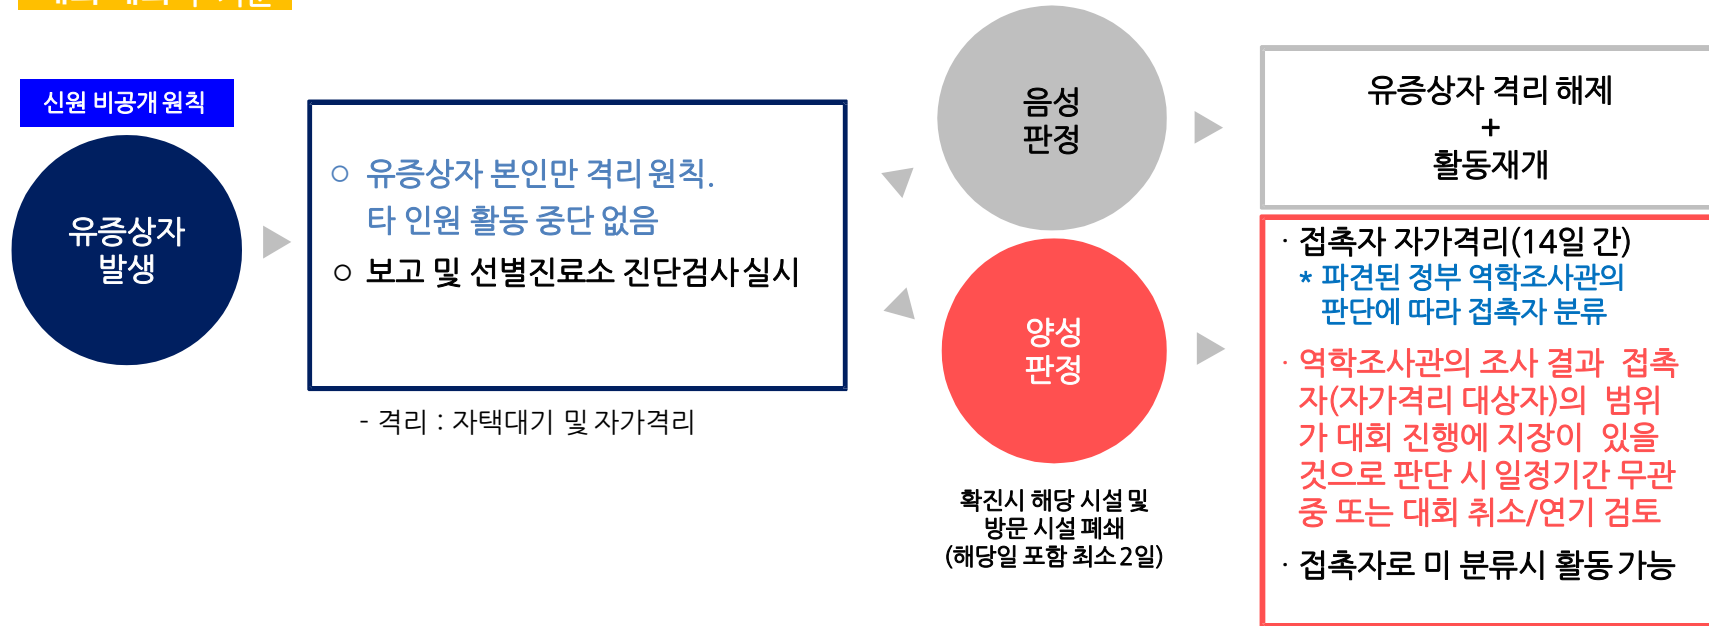 신원 비공개 원칙
유증상자
발생
○ 유증상자 본인만 격리 원칙.
타 인원 활동 중단 없음
○ 보고 및 선별진료소 진단검사 실시
- 격리 : 자택대기 및 자가격리
음성
판정
양성
판정
확진시 해당 시설 및
방문 시설 폐쇄
(해당일 포함 최소 2일)
유증상자 격리 해제
+
활동재개
· 접촉자 자가격리(14일 간)
* 파견된 정부 역학조사관의
판단에 따라 접촉자 분류
· 역학조사관의 조사 결과 접촉
자(자가격리 대상자)의 범위
가 대회 진행에 지장이 있을
것으로 판단 시 일정기간 무관
중 또는 대회 취소/연기 검토
· 접촉자로 미 분류시 활동 가능